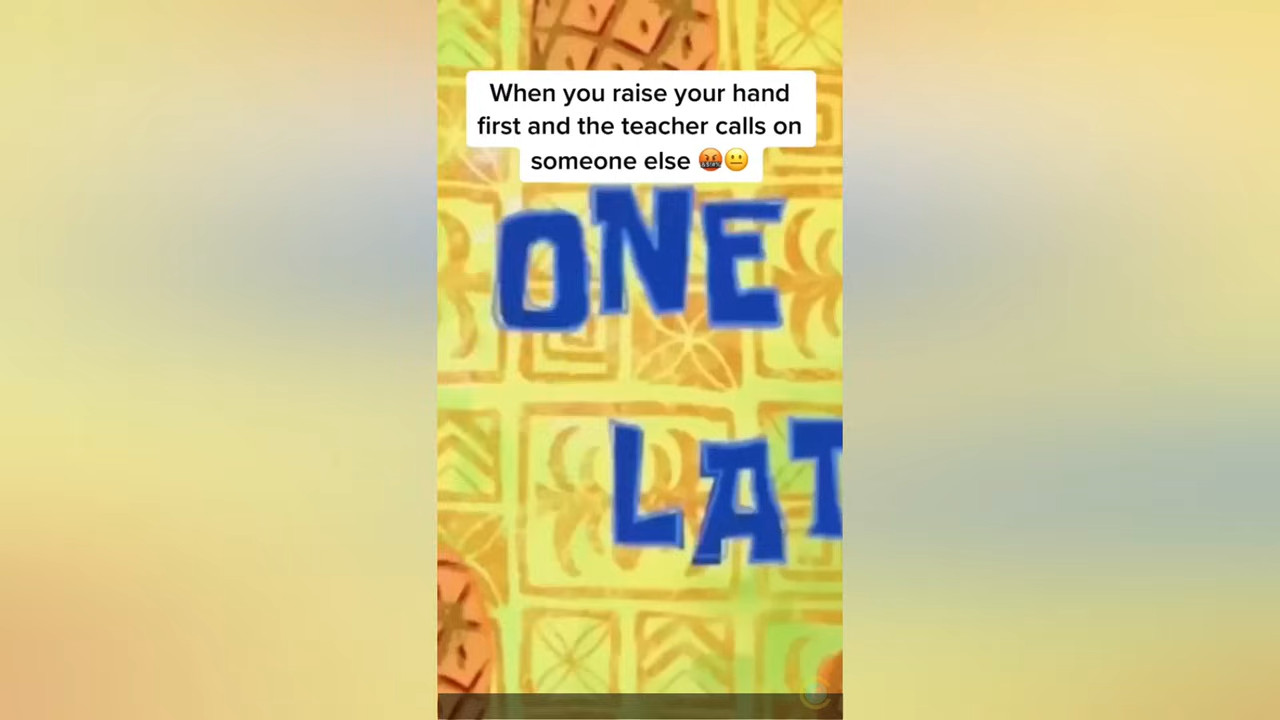 When you raise your hand
first and the teacher calls on
someone else 🤬😐
ONE
LAT